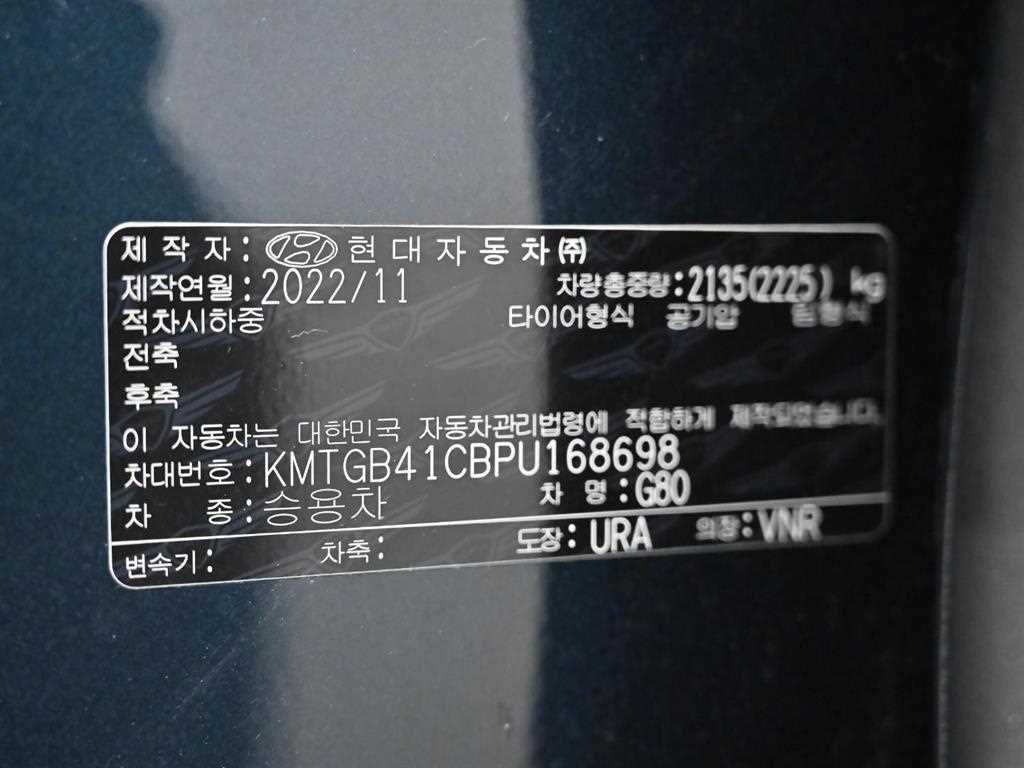 제 작 자 : 현 대 자 동 차 ㈜
제작연월 : 2022/11 차량총중량 : 2135(2225) kg
적차시하중 타이어형식 공기압 림형식
전축
후축
이 자동차는 대한민국 자동차관리법령에 적합하게 제작되었습니다.
차대번호 : KMTGB41CBPU168698
차 종 : 승용차 차 명 : G80
변속기 : 차축 : 도장 : URA 의장 : VNR